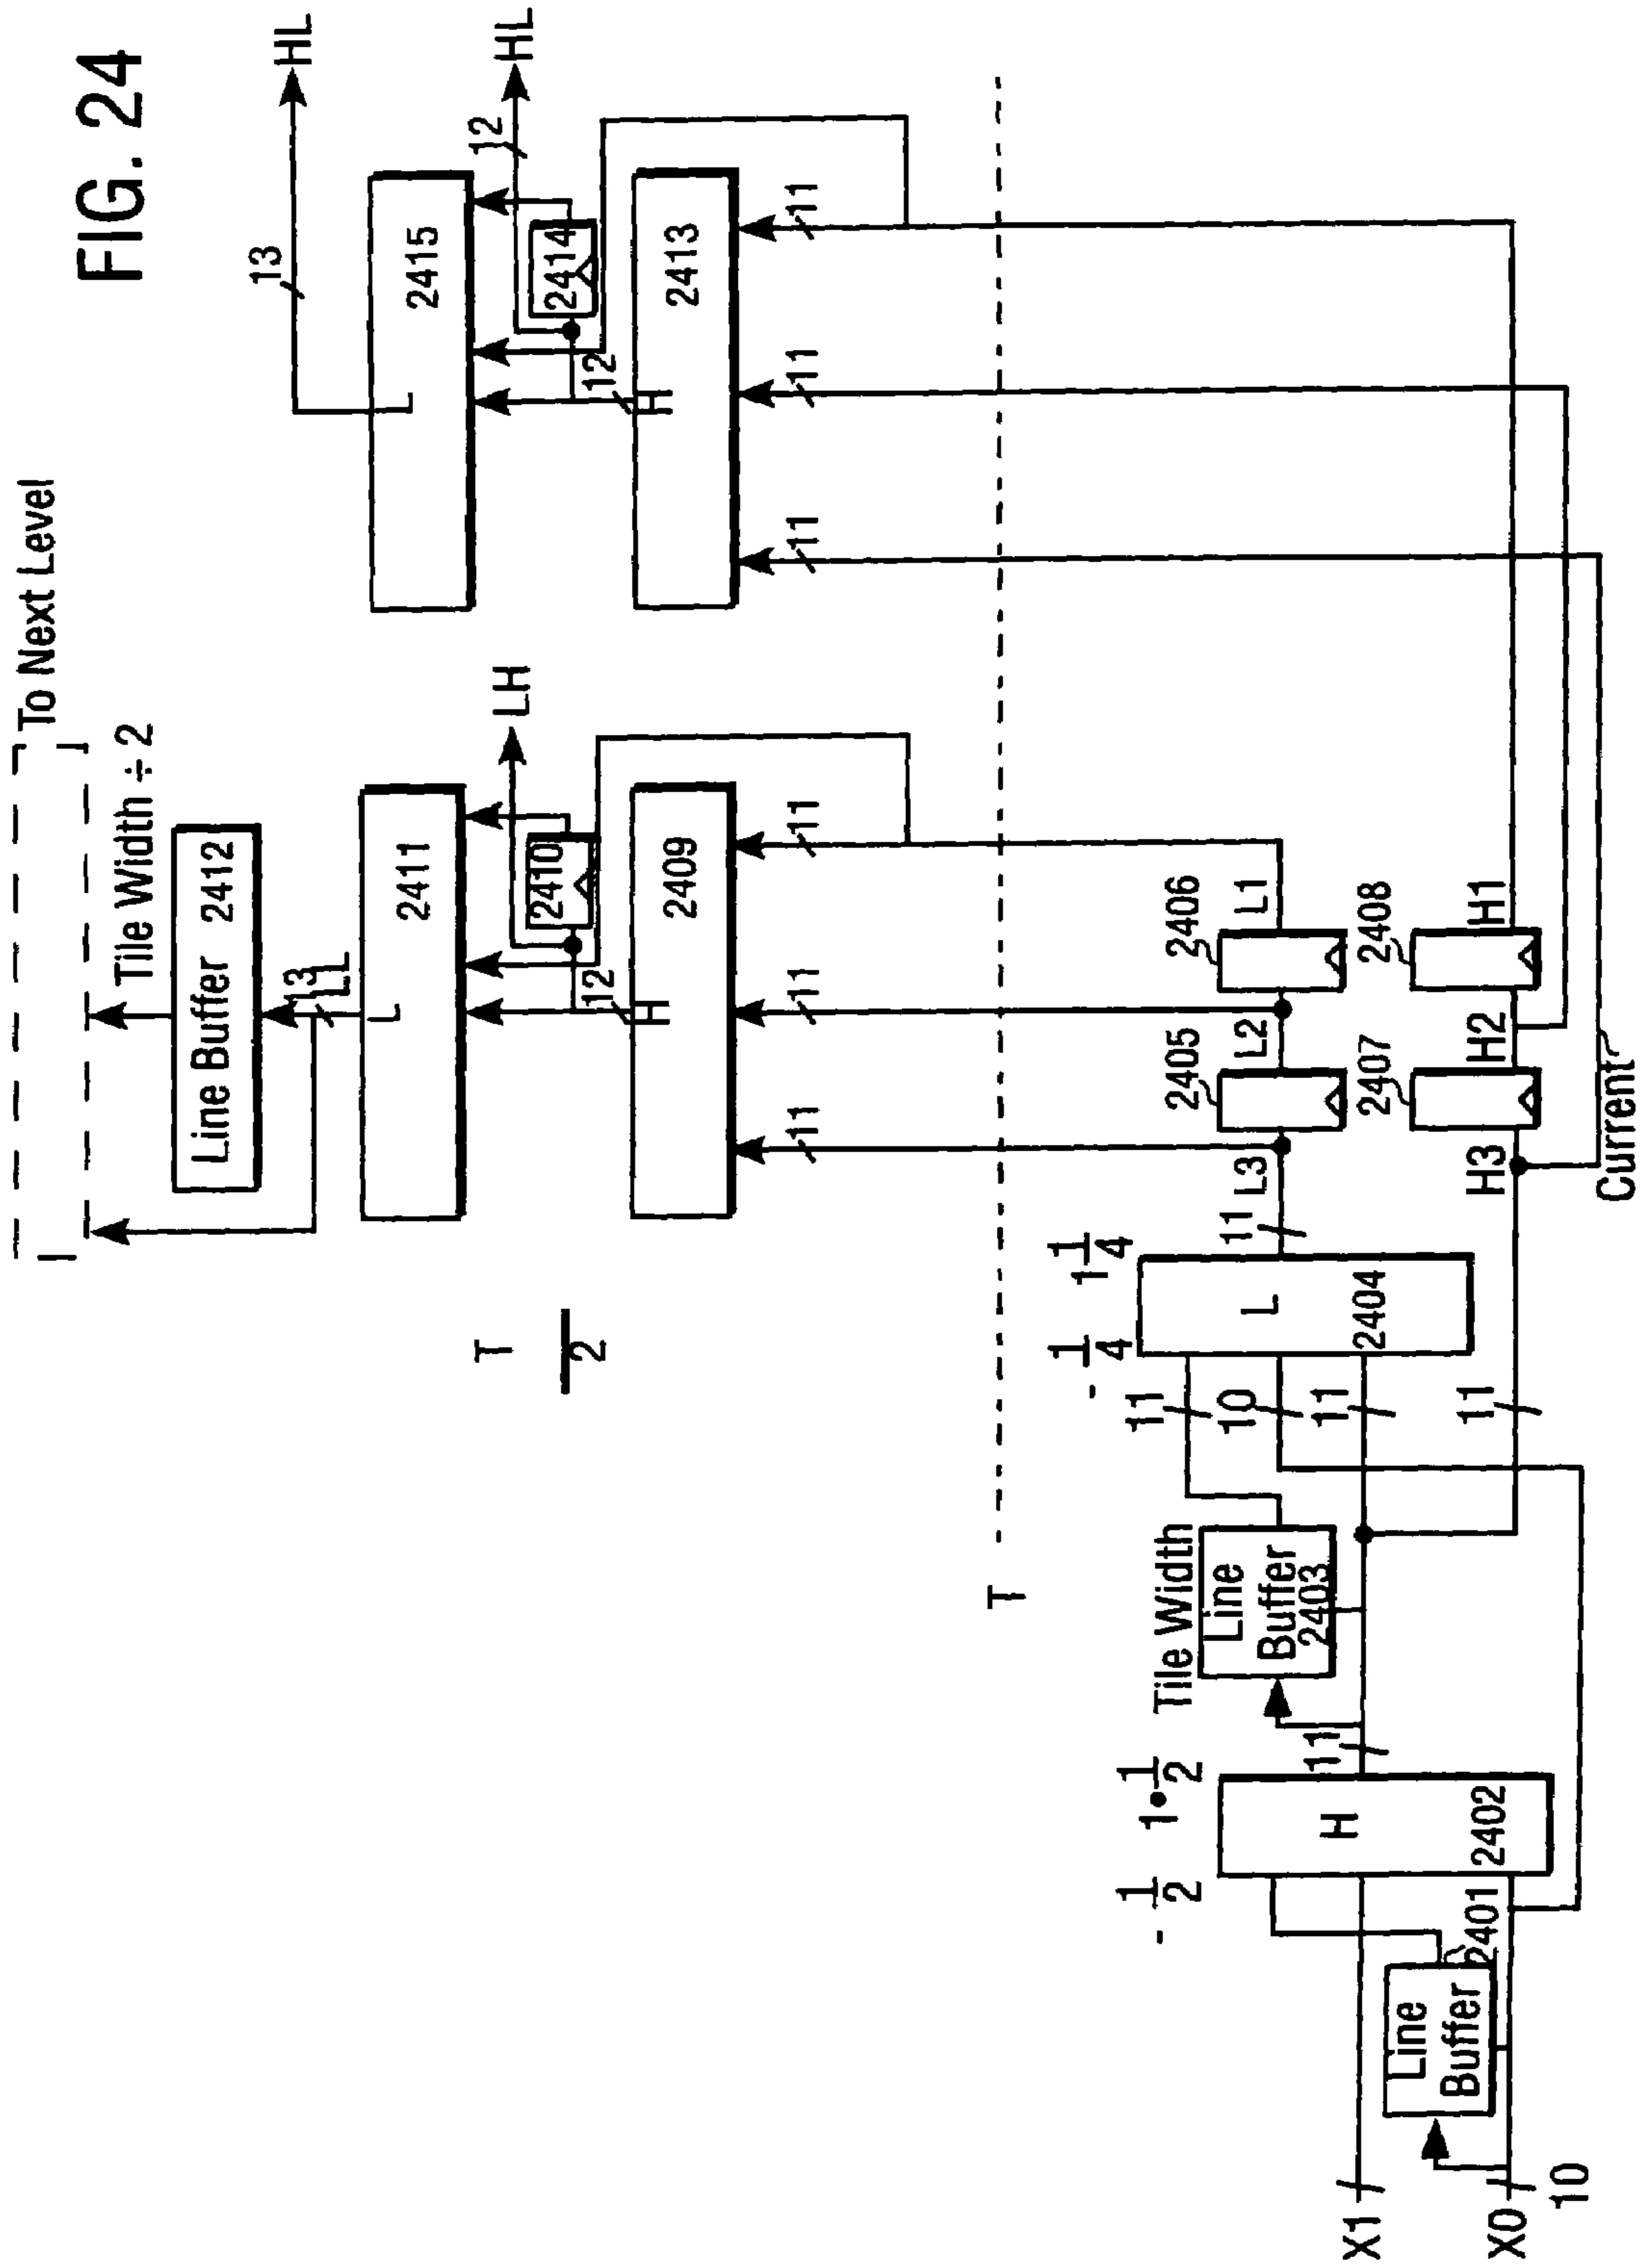 FIG. 24
To Next Level
Tile Width ÷ 2
Line Buffer 2412
13
LL
L
2411
LH
2410
12
H
2409
11
11
11
13
HL
L
2415
12
HL
2414
12
H
2413
11
11
11
T
2
T
X1
X0
10
Line
Buffer
2401
- 1/2
1•1/2
H
2402
11
Tile Width
Line
Buffer
2403
11
10
11
11
- 1/4
1 1/4
L
2404
11
L3
2405
L2
2406
L1
H3
2407
H2
2408
H1
Current